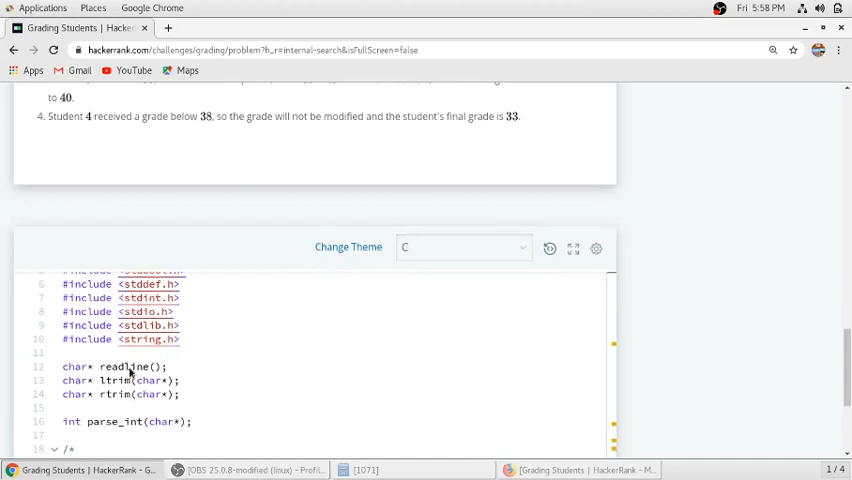 Applications Places Google Chrome Fri 5:58 PM
Grading Students | HackerRank
hackerrank.com/challenges/grading/problem?h_r=internal-search&isFullScreen=false
Apps Gmail YouTube Maps
to 40.
4. Student 4 received a grade below 38, so the grade will not be modified and the student's final grade is 33.
Change Theme C
#include <stdbool.h>
6 #include <stddef.h>
7 #include <stdint.h>
8 #include <stdio.h>
9 #include <stdlib.h>
10 #include <string.h>
11
12 char* readline();
13 char* ltrim(char*);
14 char* rtrim(char*);
15
16 int parse_int(char*);
17
18 /*
Grading Students | HackerRank - G... [OBS 25.0.8-modified (linux) - Profil... [1071] [Grading Students | HackerRank - M... 1 / 4